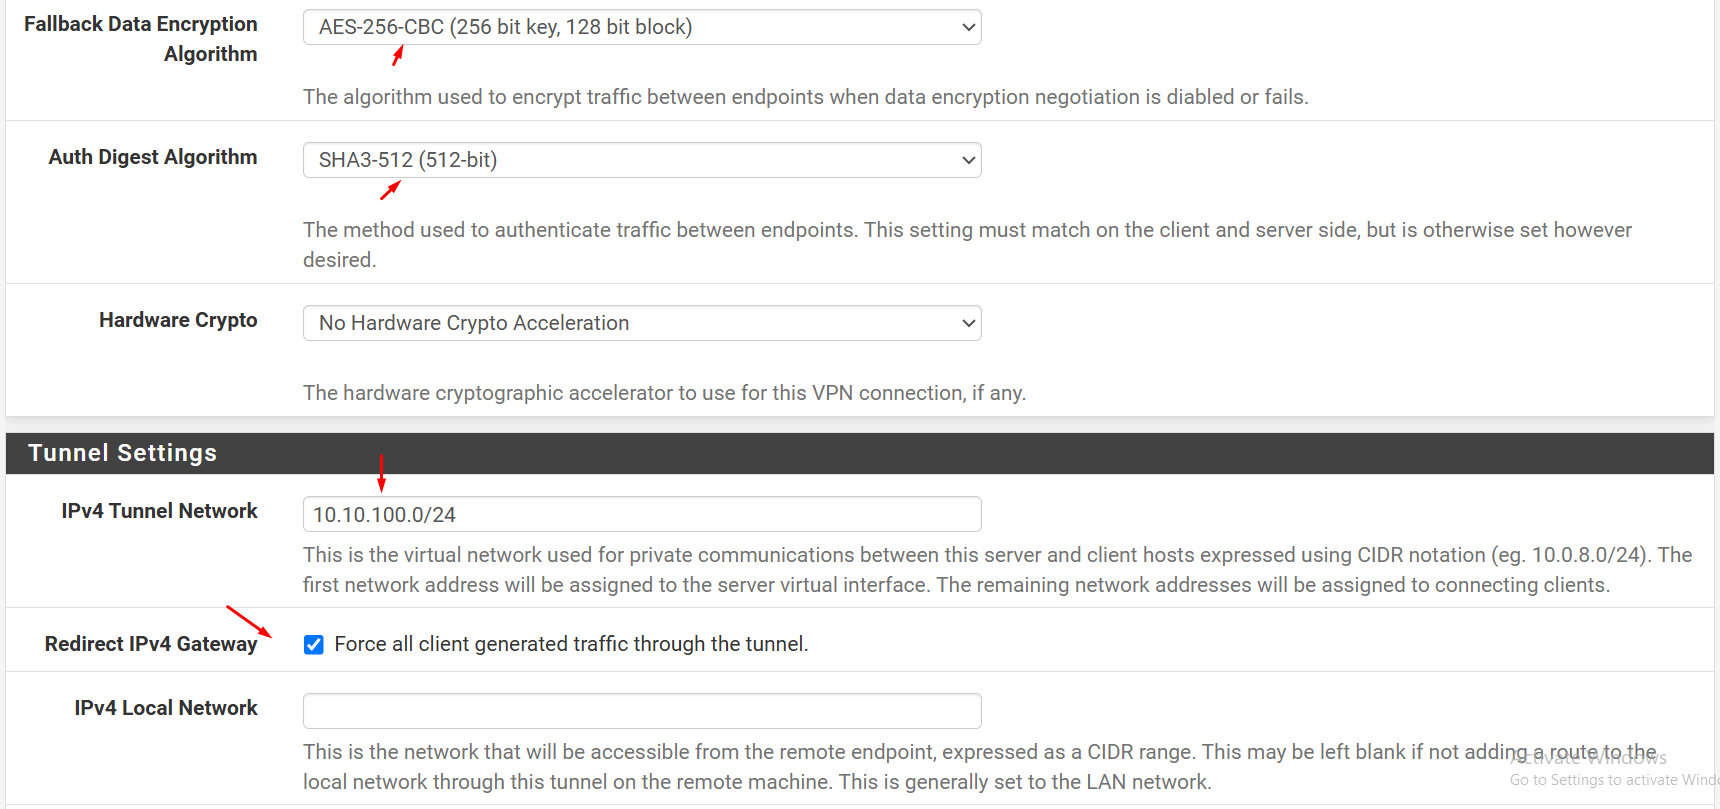 Fallback Data Encryption
Algorithm
AES-256-CBC (256 bit key, 128 bit block)
The algorithm used to encrypt traffic between endpoints when data encryption negotiation is diabled or fails.
Auth Digest Algorithm
SHA3-512 (512-bit)
The method used to authenticate traffic between endpoints. This setting must match on the client and server side, but is otherwise set however
desired.
Hardware Crypto
No Hardware Crypto Acceleration
The hardware cryptographic accelerator to use for this VPN connection, if any.
Tunnel Settings
IPv4 Tunnel Network
10.10.100.0/24
This is the virtual network used for private communications between this server and client hosts expressed using CIDR notation (eg. 10.0.8.0/24). The
first network address will be assigned to the server virtual interface. The remaining network addresses will be assigned to connecting clients.
Redirect IPv4 Gateway
Force all client generated traffic through the tunnel.
IPv4 Local Network
This is the network that will be accessible from the remote endpoint, expressed as a CIDR range. This may be left blank if not adding a route to the
local network through this tunnel on the remote machine. This is generally set to the LAN network.
Activate Windows
Go to Settings to activate Wind